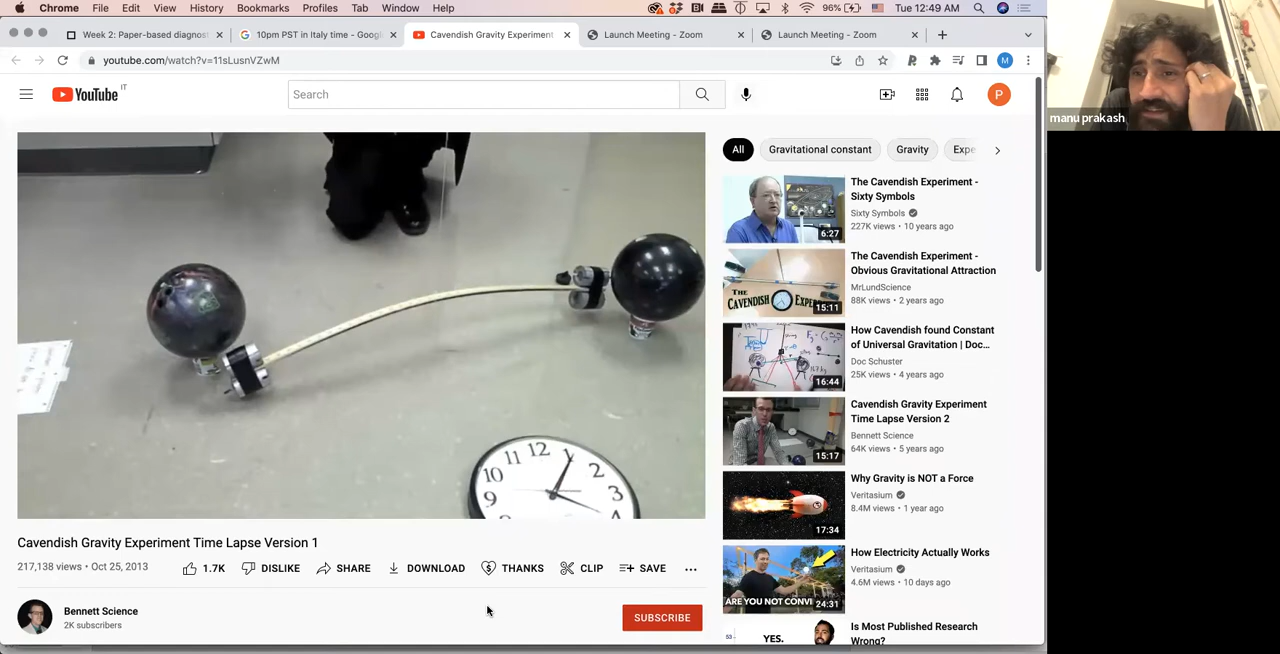 Chrome File Edit View History Bookmarks Profiles Tab Window Help
96% Tue 12:49 AM
Week 2: Paper-based diagnos
10pm PST in Italy time - Googl
Cavendish Gravity Experiment
Launch Meeting - Zoom
Launch Meeting - Zoom
youtube.com/watch?v=11sLusnVZwM
M
manu prakash
YouTube IT
Search
P
All Gravitational constant Gravity Expe
The Cavendish Experiment -
Sixty Symbols
Sixty Symbols
227K views • 10 years ago
6:27
The Cavendish Experiment -
Obvious Gravitational Attraction
MrLundScience
88K views • 2 years ago
THE
CAVENDISH EXPE
15:11
How Cavendish found Constant
of Universal Gravitation | Doc...
Doc Schuster
25K views • 4 years ago
16:44
Cavendish Gravity Experiment
Time Lapse Version 2
Bennett Science
64K views • 5 years ago
15:17
Why Gravity is NOT a Force
Veritasium
8.4M views • 1 year ago
17:34
How Electricity Actually Works
Veritasium
4.6M views • 10 days ago
ARE YOU NOT CONVI
24:31
Is Most Published Research
Wrong?
YES.
53
9 10 11 12 1 2 3
Cavendish Gravity Experiment Time Lapse Version 1
217,138 views • Oct 25, 2013
1.7K DISLIKE SHARE DOWNLOAD THANKS CLIP SAVE ...
Bennett Science
2K subscribers
SUBSCRIBE